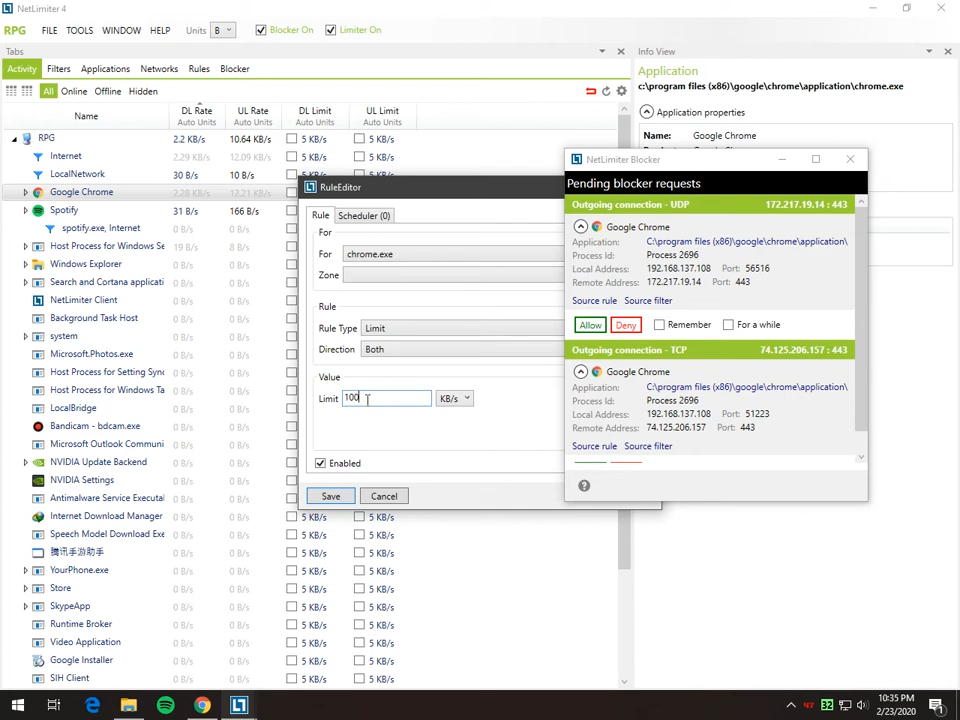 NetLimiter 4
RPG FILE TOOLS WINDOW HELP Units B Blocker On Limiter On
Tabs
Activity Filters Applications Networks Rules Blocker
All Online Offline Hidden
Name DL Rate UL Rate DL Limit UL Limit
Auto Units Auto Units Auto Units Auto Units
RPG 2.2 KB/s 10.64 KB/s 5 KB/s 5 KB/s
Internet 2.29 KB/s 12.09 KB/s 5 KB/s 5 KB/s
LocalNetwork 30 B/s 10 B/s 5 KB/s 5 KB/s
Google Chrome 2.28 KB/s 12.21 KB/s
Spotify 31 B/s 166 B/s
spotify.exe, Internet 0 B/s 0 B/s
Host Process for Windows Se 19 B/s 8 B/s
Windows Explorer 0 B/s 0 B/s
Search and Cortana applicati 0 B/s 0 B/s
NetLimiter Client 0 B/s 0 B/s
Background Task Host 0 B/s 0 B/s
system 0 B/s 0 B/s
Microsoft.Photos.exe 0 B/s 0 B/s
Host Process for Setting Sync 0 B/s 0 B/s
Host Process for Windows Ta 0 B/s 0 B/s
LocalBridge 0 B/s 0 B/s
Bandicam - bdcam.exe 0 B/s 0 B/s
Microsoft Outlook Communi 0 B/s 0 B/s
NVIDIA Update Backend 0 B/s 0 B/s
NVIDIA Settings 0 B/s 0 B/s
Antimalware Service Executal 0 B/s 0 B/s
Internet Download Manager 0 B/s 0 B/s 5 KB/s 5 KB/s
Speech Model Download Exe 0 B/s 0 B/s 5 KB/s 5 KB/s
腾讯手游助手 0 B/s 0 B/s 5 KB/s 5 KB/s
YourPhone.exe 0 B/s 0 B/s 5 KB/s 5 KB/s
Store 0 B/s 0 B/s 5 KB/s 5 KB/s
SkypeApp 0 B/s 0 B/s 5 KB/s 5 KB/s
Runtime Broker 0 B/s 0 B/s 5 KB/s 5 KB/s
Video Application 0 B/s 0 B/s 5 KB/s 5 KB/s
Google Installer 0 B/s 0 B/s 5 KB/s 5 KB/s
SIH Client 0 B/s 0 B/s 5 KB/s 5 KB/s
RuleEditor
Rule Scheduler (0)
For
For chrome.exe
Zone
Rule
Rule Type Limit
Direction Both
Value
Limit 100 KB/s
Enabled
Save Cancel
Info View
Application
c:\program files (x86)\google\chrome\application\chrome.exe
Application properties
Name: Google Chrome
NetLimiter Blocker
Pending blocker requests
Outgoing connection - UDP 172.217.19.14 : 443
Google Chrome
Application: C:\program files (x86)\google\chrome\application\
Process Id: Process 2696
Local Address: 192.168.137.108 Port: 56516
Remote Address: 172.217.19.14 Port: 443
Source rule Source filter
Allow Deny Remember For a while
Outgoing connection - TCP 74.125.206.157 : 443
Google Chrome
Application: C:\program files (x86)\google\chrome\application\
Process Id: Process 2696
Local Address: 192.168.137.108 Port: 51223
Remote Address: 74.125.206.157 Port: 443
Source rule Source filter
47 32 10:35 PM
2/23/2020 1